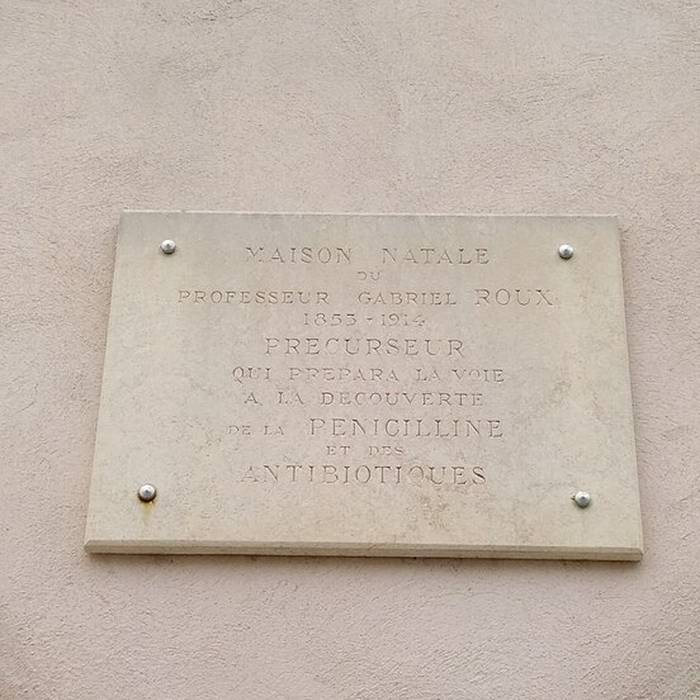 MAISON NATALE
DU
PROFESSEUR GABRIEL ROUX
1853-1914
PRECURSEUR
QUI PREPARA LA VOIE
A LA DECOUVERTE
DE LA PENICILLINE
ET DES
ANTIBIOTIQUES